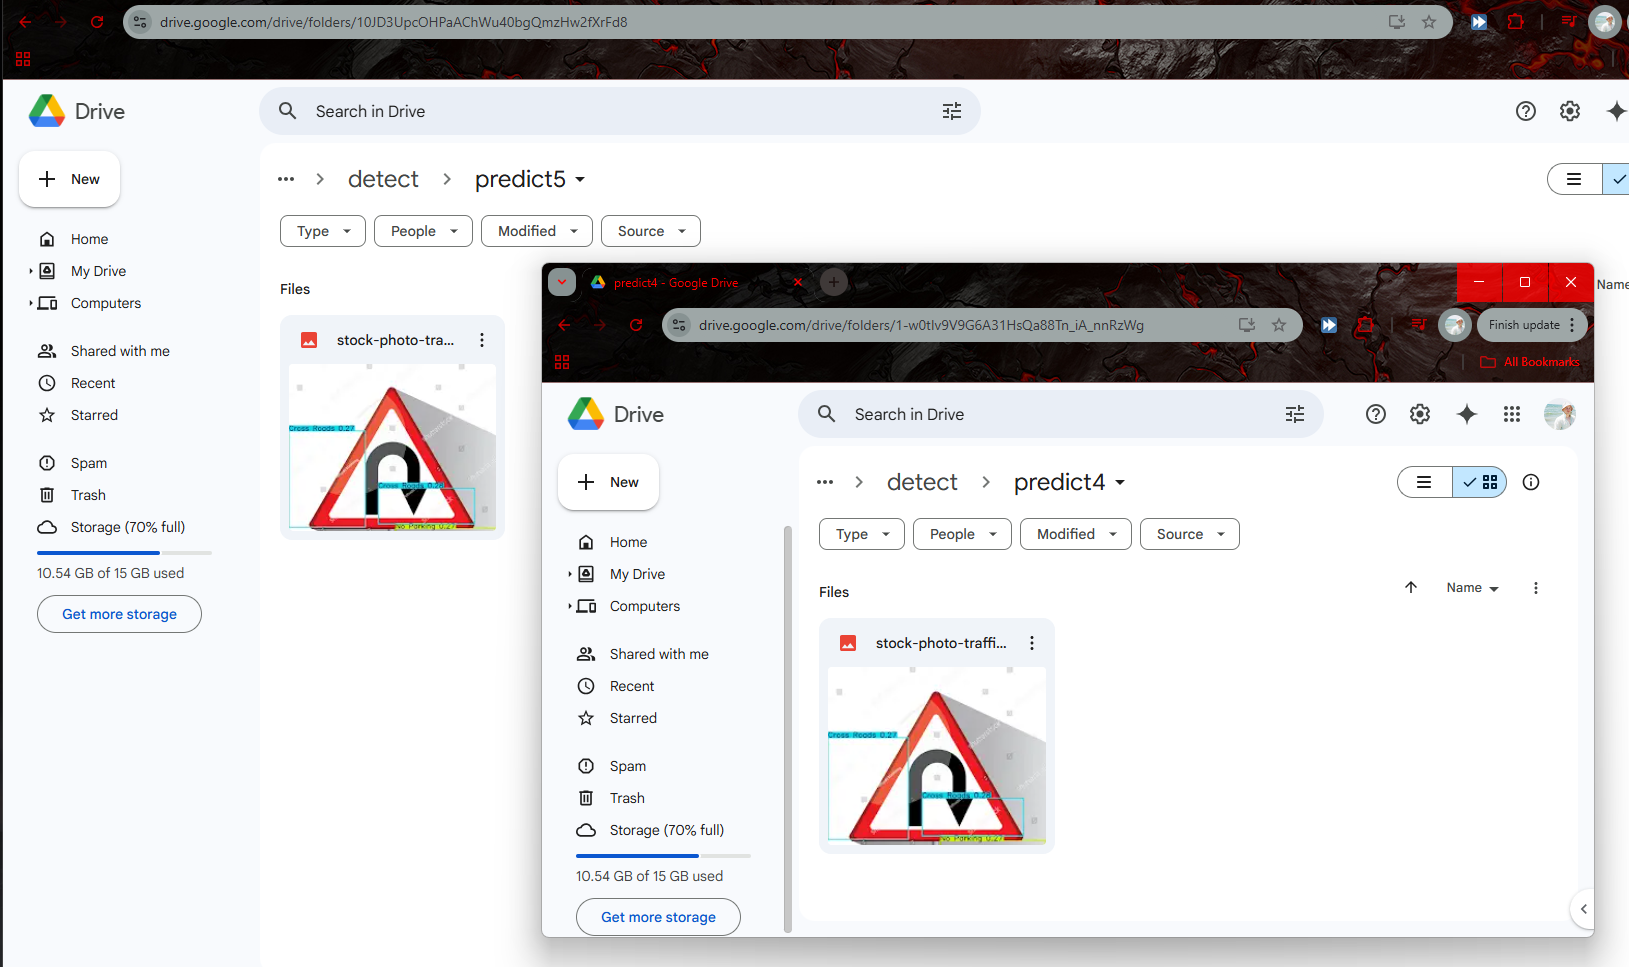 drive.google.com/drive/folders/10JD3UpcOHPaAChWu40bgQmzHw2fXrFd8
Drive
Search in Drive
New
... > detect > predict5
Type
People
Modified
Source
Home
My Drive
Computers
Shared with me
Recent
Starred
Spam
Trash
Storage (70% full)
10.54 GB of 15 GB used
Get more storage
Files
Name
stock-photo-tra...
Cross Roads 0.27
Cross Roads 0.28
No Parking 0.27
predict4 - Google Drive
drive.google.com/drive/folders/1-w0tIv9V9G6A31HsQa88Tn_iA_nnRzWg
Finish update
All Bookmarks
Drive
Search in Drive
New
... > detect > predict4
Type
People
Modified
Source
Home
My Drive
Computers
Shared with me
Recent
Starred
Spam
Trash
Storage (70% full)
10.54 GB of 15 GB used
Get more storage
Files
Name
stock-photo-traffi...
Cross Roads 0.27
Cross Roads 0.28
No Parking 0.27